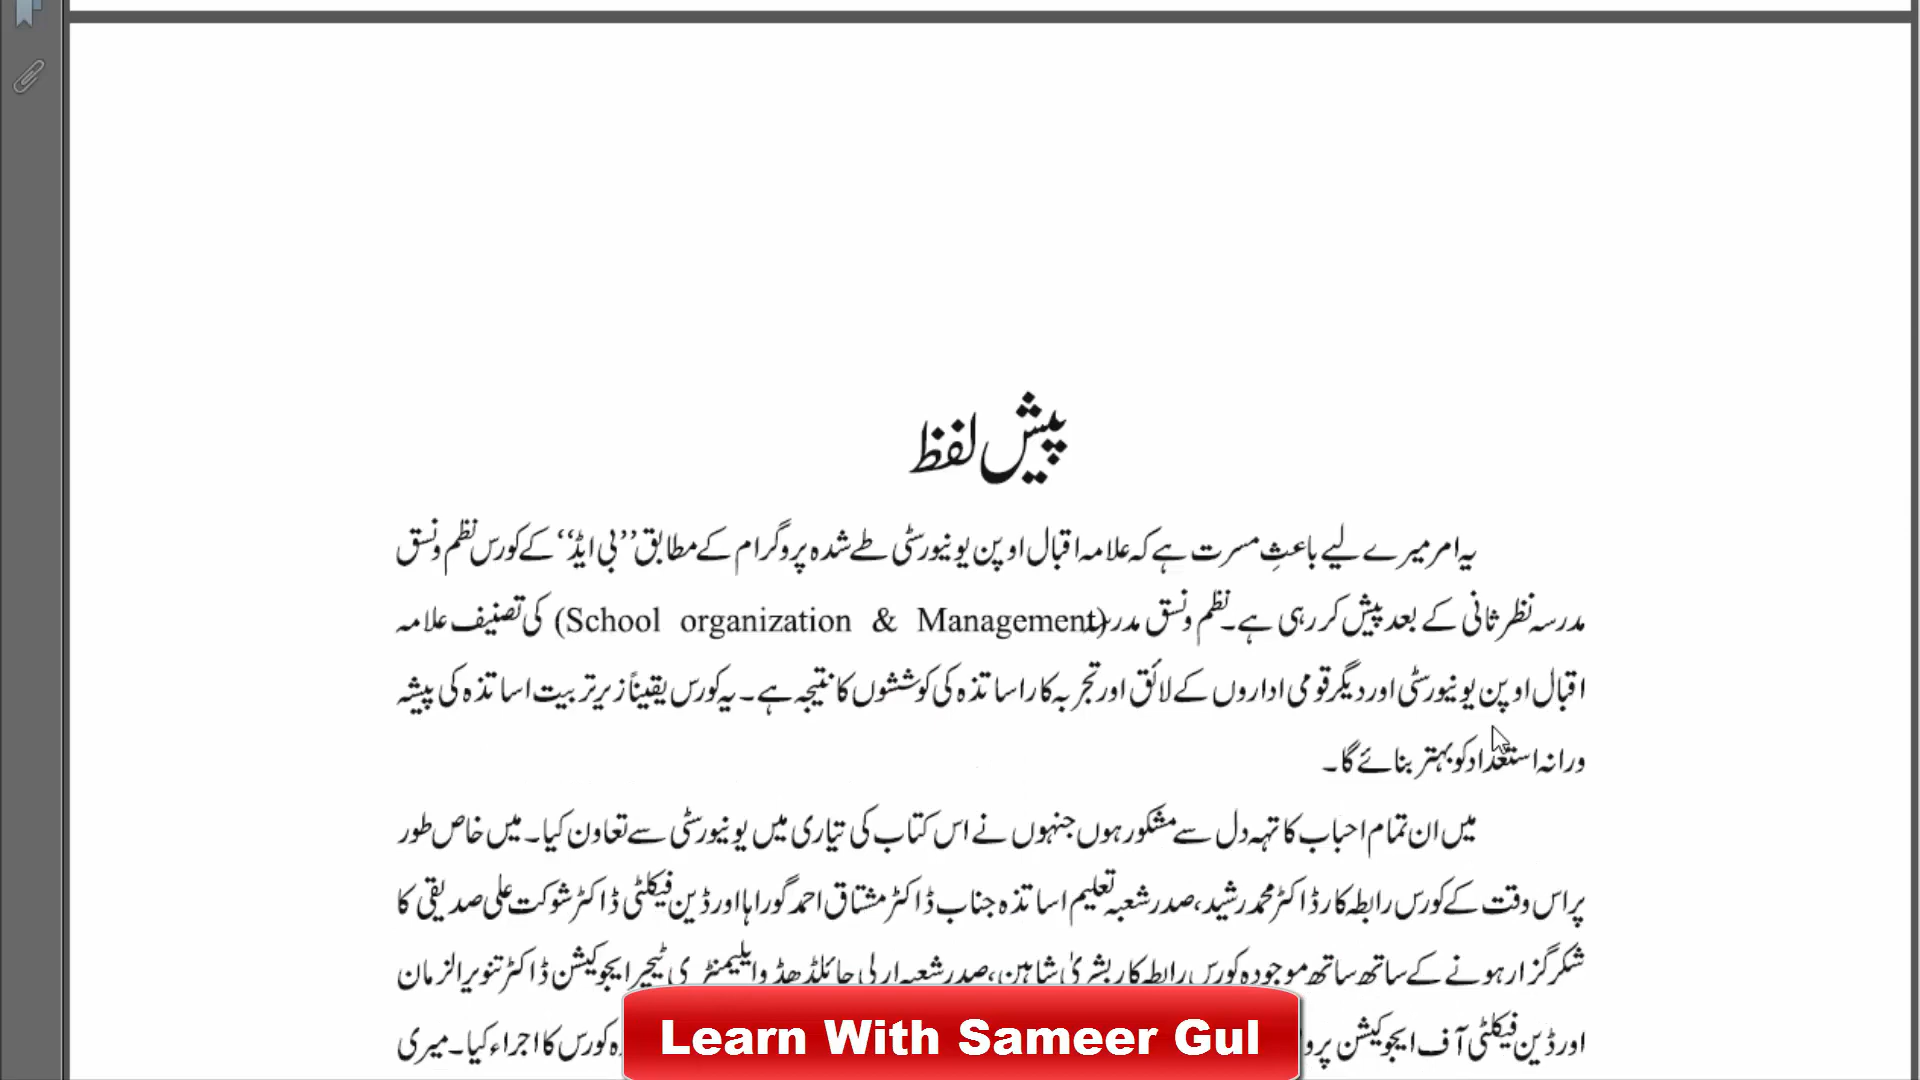 پیش لفظ
یہ امر میرے لیے باعثِ مسرت ہے کہ علامہ اقبال اوپن یونیورسٹی طے شدہ پروگرام کے مطابق ’’بی ایڈ‘‘ کے کورس نظم و نسق
مدرسہ نظر ثانی کے بعد پیش کر رہی ہے۔ نظم و نسق مدرسہ (School organization & Management) کی تصنیف علامہ
اقبال اوپن یونیورسٹی اور دیگر قومی اداروں کے لائق اور تجربہ کار اساتذہ کی کوششوں کا نتیجہ ہے۔ یہ کورس یقیناً زیر تربیت اساتذہ کی پیشہ
ورانہ استعداد کو بہتر بنائے گا۔
میں ان تمام احباب کا تہہ دل سے مشکور ہوں جنہوں نے اس کتاب کی تیاری میں یونیورسٹی سے تعاون کیا۔ میں خاص طور
پر اس وقت کے کورس رابطہ کار ڈاکٹر محمد رشید، صدر شعبہ تعلیم اساتذہ جناب ڈاکٹر مشتاق احمد گوراہا اور ڈین فیکلٹی ڈاکٹر شوکت علی صدیقی کا
شکر گزار ہونے کے ساتھ ساتھ موجودہ کورس رابطہ کار بشریٰ شاہین، صدر شعبہ ارلی چائلڈ ھڈ و ایلیمنٹری ٹیچر ایجوکیشن ڈاکٹر تنویر الزمان
اور ڈین فیکلٹی آف ایجوکیشن کورس کا اجراء کیا۔ میری
Learn With Sameer Gul